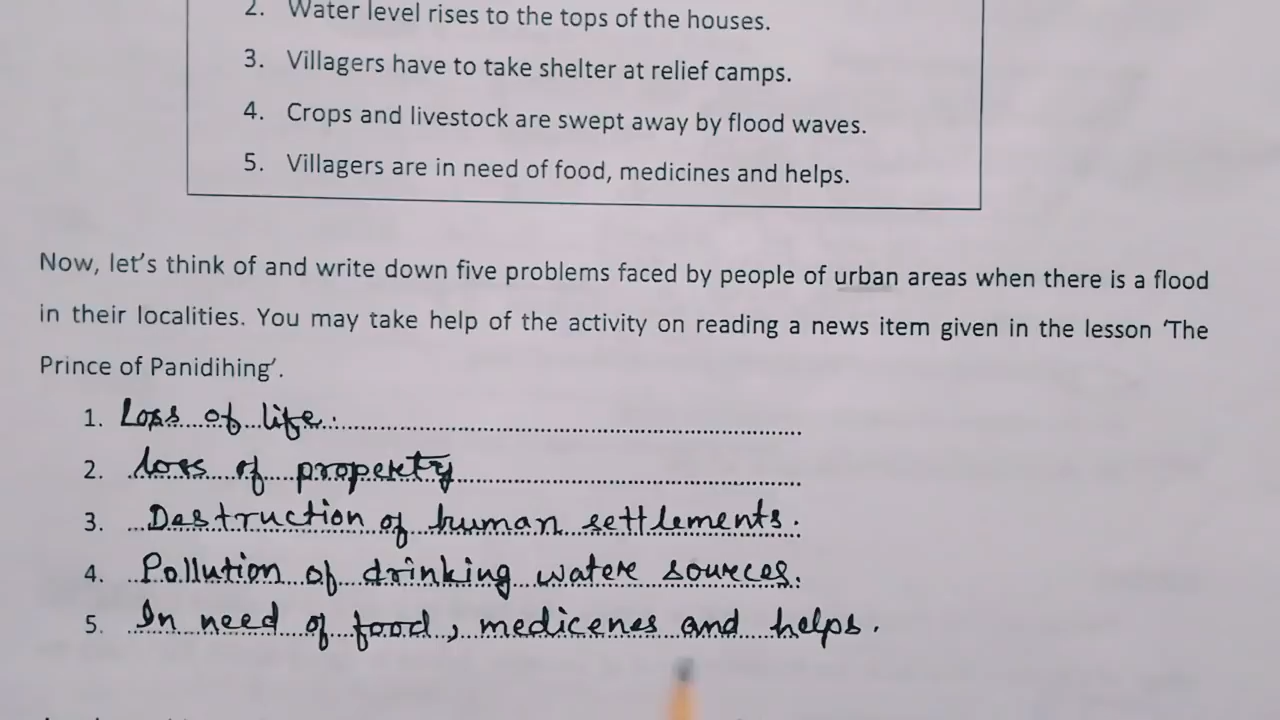 2. Water level rises to the tops of the houses.
3. Villagers have to take shelter at relief camps.
4. Crops and livestock are swept away by flood waves.
5. Villagers are in need of food, medicines and helps.
Now, let's think of and write down five problems faced by people of urban areas when there is a flood
in their localities. You may take help of the activity on reading a news item given in the lesson 'The
Prince of Panidihing'.
1. Loss of life.
2. loss of property
3. Destruction of human settlements.
4. Pollution of drinking water sources.
5. In need of food, medicenes and helps.